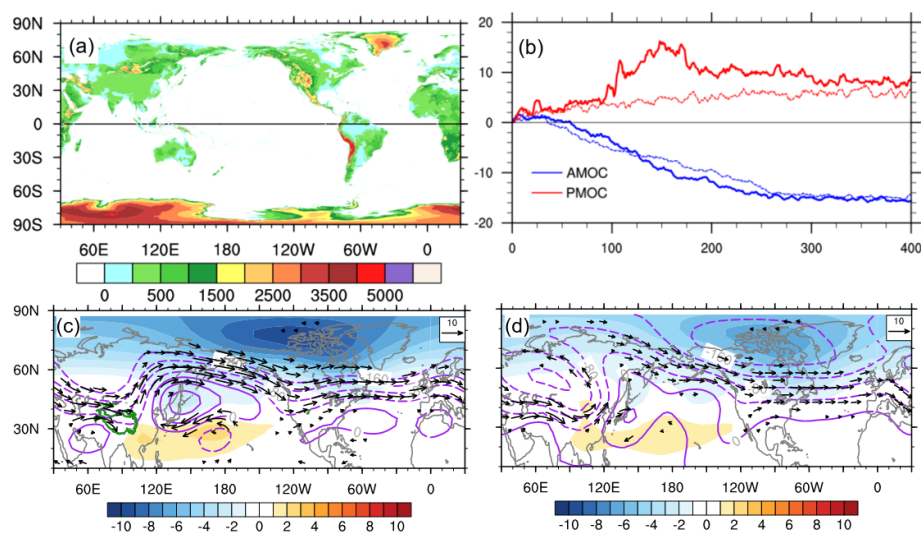 (a)
90N
60N
30N
0
30S
60S
90S
60E 120E 180 120W 60W 0
0 500 1500 2500 3500 5000
(b)
20
10
0
-10
-20
AMOC
PMOC
0 100 200 300 400
(c)
10
90N
60N
30N
60E 120E 180 120W 60W 0
-10 -8 -6 -4 -2 0 2 4 6 8 10
(d)
10
60E 120E 180 120W 60W 0
-10 -8 -6 -4 -2 0 2 4 6 8 10